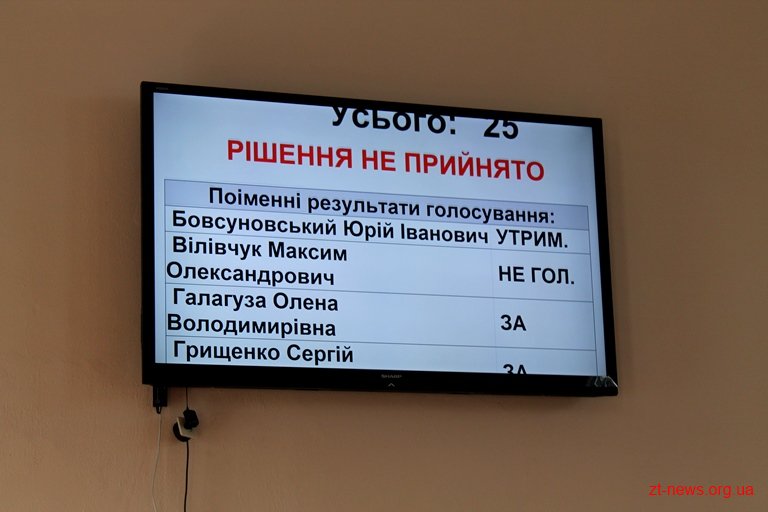 Усього: 25
РІШЕННЯ НЕ ПРИЙНЯТО
Поіменні результати голосування:
Бовсуновський Юрій Іванович УТРИМ.
Вілівчук Максим
Олександрович НЕ ГОЛ.
Галагуза Олена
Володимирівна ЗА
Грищенко Сергій
ЗА
SHARP
zt-news.org.ua